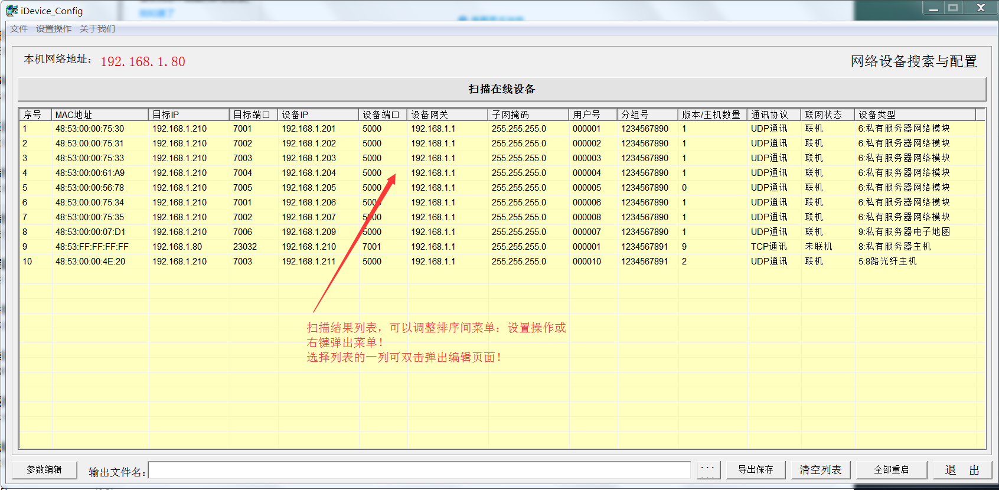 iDevice_Config
文件 设置操作 关于我们
本机网络地址: 192.168.1.80 网络设备搜索与配置
扫描在线设备
序号 MAC地址 目标IP 目标端口 设备IP 设备端口 设备网关 子网掩码 用户号 分组号 版本/主机数量 通讯协议 联网状态 设备类型
1 48:53:00:00:75:30 192.168.1.210 7001 192.168.1.201 5000 192.168.1.1 255.255.255.0 000001 1234567890 1 UDP通讯 联机 6:私有服务器网络模块
2 48:53:00:00:75:31 192.168.1.210 7002 192.168.1.202 5000 192.168.1.1 255.255.255.0 000002 1234567890 1 UDP通讯 联机 6:私有服务器网络模块
3 48:53:00:00:75:33 192.168.1.210 7003 192.168.1.203 5000 192.168.1.1 255.255.255.0 000003 1234567890 1 UDP通讯 联机 6:私有服务器网络模块
4 48:53:00:00:61:A9 192.168.1.210 7004 192.168.1.204 5000 192.168.1.1 255.255.255.0 000004 1234567890 1 UDP通讯 联机 6:私有服务器网络模块
5 48:53:00:00:56:78 192.168.1.210 7005 192.168.1.205 5000 192.168.1.1 255.255.255.0 000005 1234567890 0 UDP通讯 联机 6:私有服务器网络模块
6 48:53:00:00:75:34 192.168.1.210 7001 192.168.1.206 5000 192.168.1.1 255.255.255.0 000006 1234567890 1 UDP通讯 联机 6:私有服务器网络模块
7 48:53:00:00:75:35 192.168.1.210 7002 192.168.1.207 5000 192.168.1.1 255.255.255.0 000008 1234567890 1 UDP通讯 联机 6:私有服务器网络模块
8 48:53:00:00:07:D1 192.168.1.210 7006 192.168.1.209 5000 192.168.1.1 255.255.255.0 000007 1234567890 1 UDP通讯 联机 9:私有服务器电子地图
9 48:53:FF:FF:FF:FF 192.168.1.80 23032 192.168.1.210 7001 192.168.1.1 255.255.255.0 000001 1234567891 9 TCP通讯 未联机 8:私有服务器主机
10 48:53:00:00:4E:20 192.168.1.210 7003 192.168.1.211 5000 192.168.1.1 255.255.255.0 000010 1234567891 2 UDP通讯 联机 5:8路光纤主机
扫描结果列表，可以调整排序间菜单：设置操作或
右键弹出菜单！
选择列表的一列可双击弹出编辑页面！
参数编辑 输出文件名: ... 导出保存 清空列表 全部重启 退 出